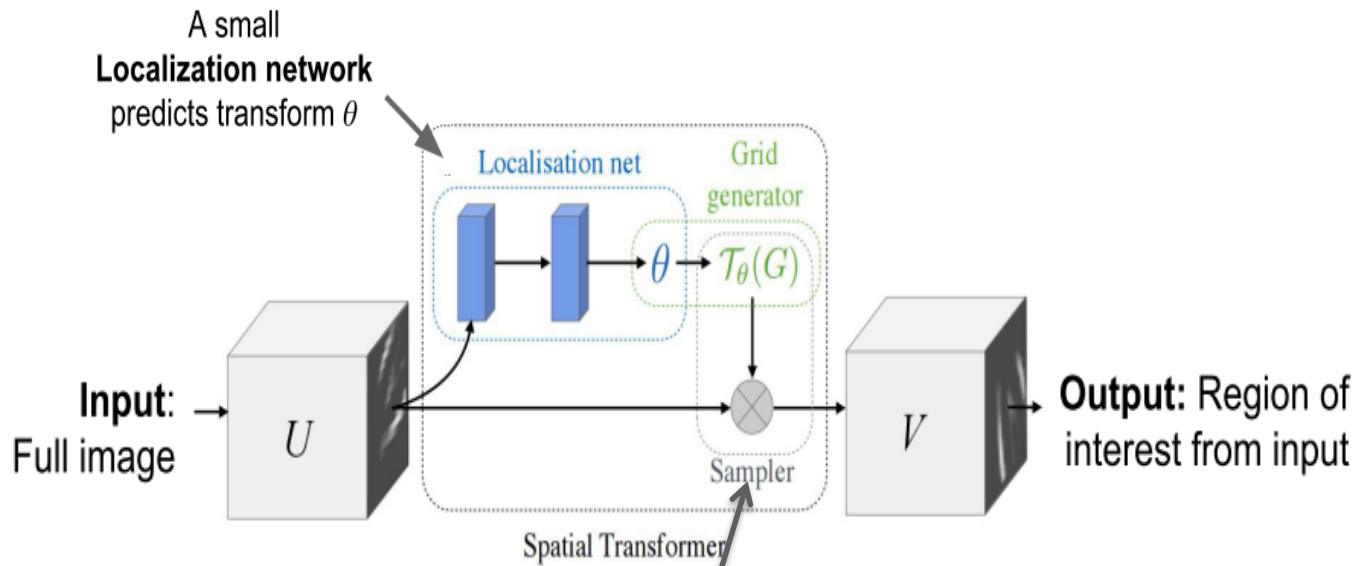 A small
Localization network
predicts transform θ
Localisation net
Grid
generator
θ
𝒯θ(G)
Input:
Full image
U
Sampler
V
Output: Region of
interest from input
Spatial Transformer